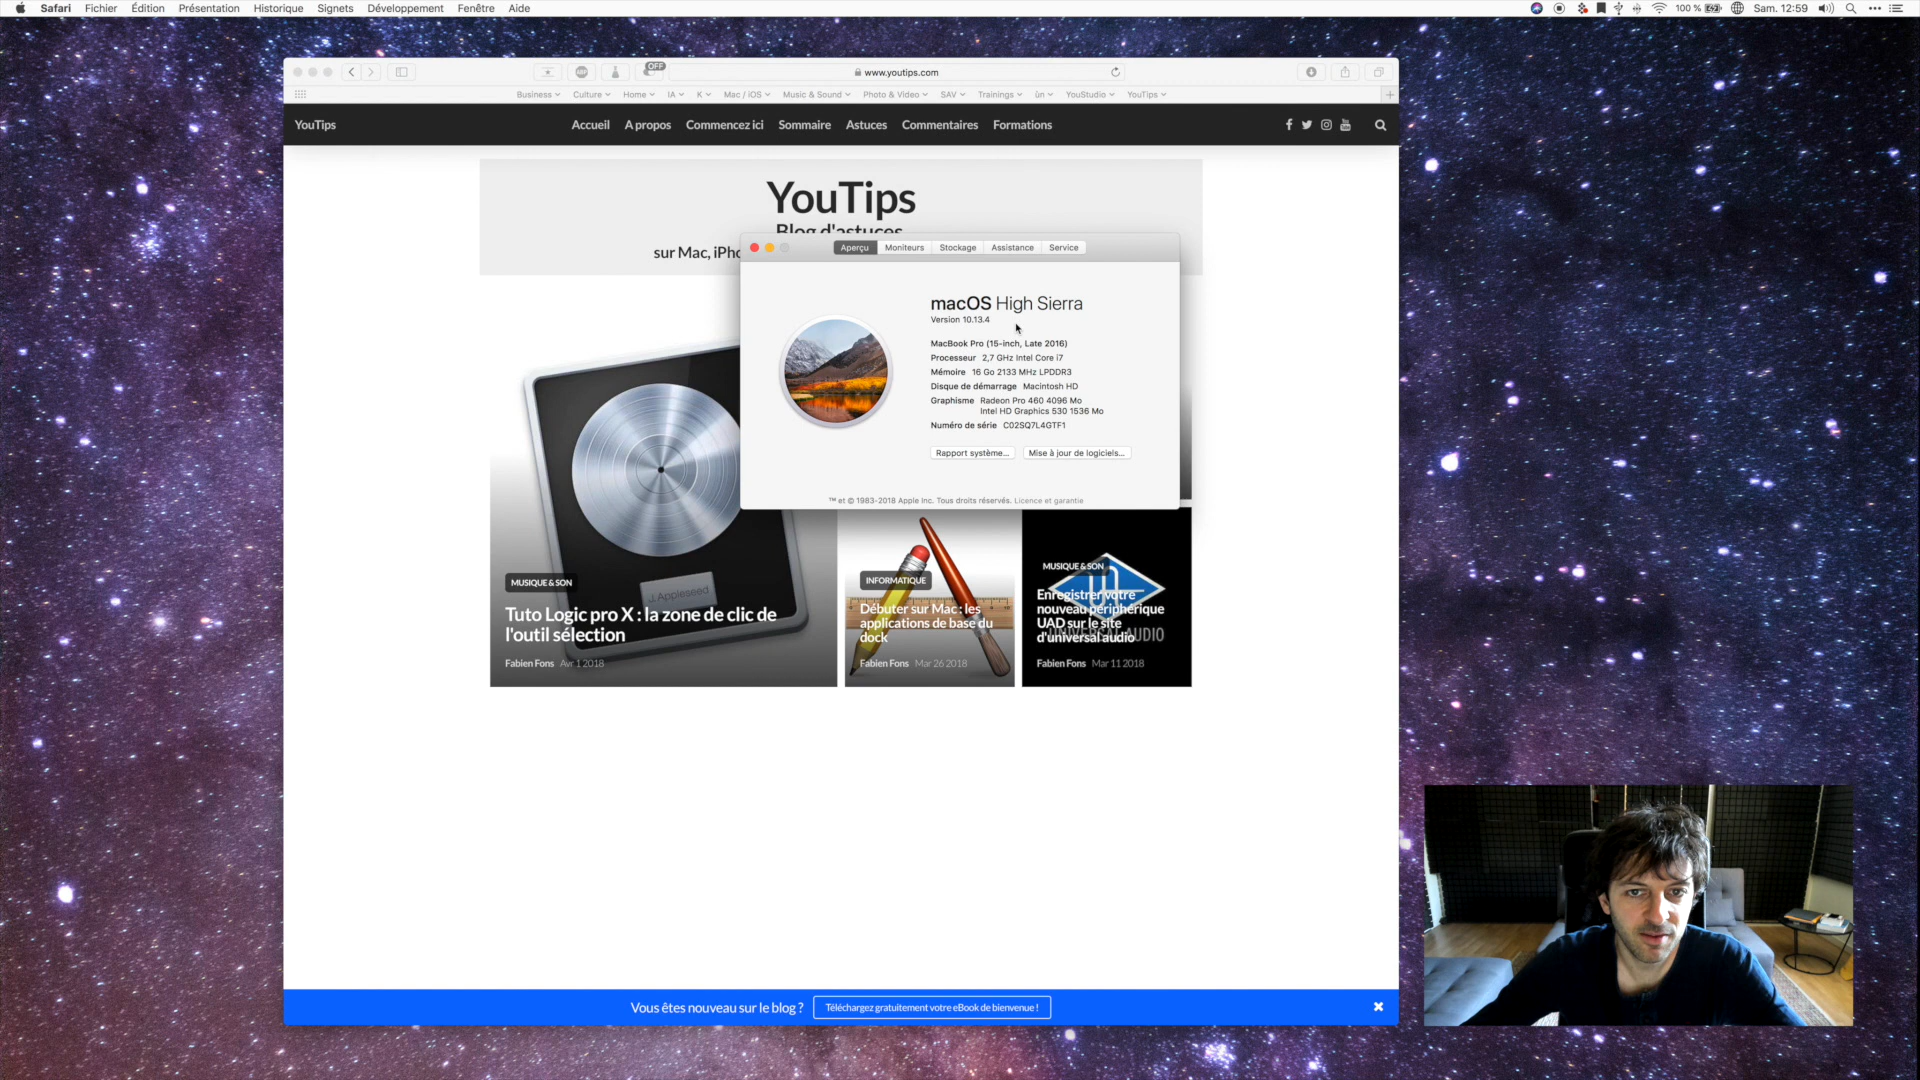 Safari Fichier Édition Présentation Historique Signets Développement Fenêtre Aide
100 % Sam. 12:59
OFF
www.youtips.com
Business Culture Home IA K Mac / iOS Music & Sound Photo & Video SAV Trainings ùn YouStudio YouTips
YouTips Accueil A propos Commencez ici Sommaire Astuces Commentaires Formations
YouTips
Blog d'astuces
sur Mac, iPho
Aperçu Moniteurs Stockage Assistance Service
macOS High Sierra
Version 10.13.4
MacBook Pro (15-inch, Late 2016)
Processeur 2,7 GHz Intel Core i7
Mémoire 16 Go 2133 MHz LPDDR3
Disque de démarrage Macintosh HD
Graphisme Radeon Pro 460 4096 Mo
Intel HD Graphics 530 1536 Mo
Numéro de série C02SQ7L4GTF1
Rapport système... Mise à jour de logiciels...
™ et © 1983-2018 Apple Inc. Tous droits réservés. Licence et garantie
J. Appleseed
MUSIQUE & SON
Tuto Logic pro X : la zone de clic de
l'outil sélection
Fabien Fons Avr 1 2018
INFORMATIQUE
Débuter sur Mac : les
applications de base du
dock
Fabien Fons Mar 26 2018
MUSIQUE & SON
Enregistrer votre
nouveau périphérique
UAD sur le site
d'universal audio
UNIVERSAL AUDIO
Fabien Fons Mar 11 2018
Vous êtes nouveau sur le blog ? Téléchargez gratuitement votre eBook de bienvenue !